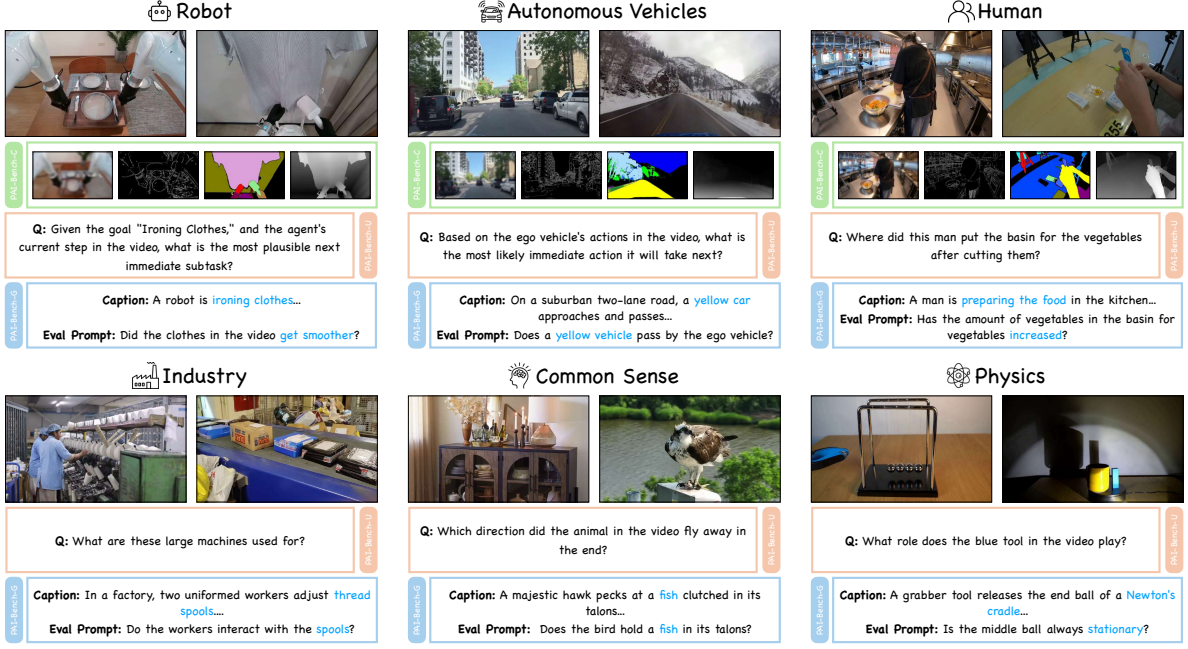 Robot
Autonomous Vehicles
Human
PAI-Bench-C
PAI-Bench-C
PAI-Bench-C
Q: Given the goal "Ironing Clothes," and the agent's
current step in the video, what is the most plausible next
immediate subtask?
PAI-Bench-U
Q: Based on the ego vehicle's actions in the video, what is
the most likely immediate action it will take next?
PAI-Bench-U
Q: Where did this man put the basin for the vegetables
after cutting them?
PAI-Bench-U
PAI-Bench-G
Caption: A robot is ironing clothes...
Eval Prompt: Did the clothes in the video get smoother?
PAI-Bench-G
Caption: On a suburban two-lane road, a yellow car
approaches and passes...
Eval Prompt: Does a yellow vehicle pass by the ego vehicle?
PAI-Bench-G
Caption: A man is preparing the food in the kitchen...
Eval Prompt: Has the amount of vegetables in the basin for
vegetables increased?
Industry
Common Sense
Physics
Q: What are these large machines used for?
PAI-Bench-U
Q: Which direction did the animal in the video fly away in
the end?
PAI-Bench-U
Q: What role does the blue tool in the video play?
PAI-Bench-U
PAI-Bench-G
Caption: In a factory, two uniformed workers adjust thread
spools....
Eval Prompt: Do the workers interact with the spools?
PAI-Bench-G
Caption: A majestic hawk pecks at a fish clutched in its
talons...
Eval Prompt: Does the bird hold a fish in its talons?
PAI-Bench-G
Caption: A grabber tool releases the end ball of a Newton's
cradle...
Eval Prompt: Is the middle ball always stationary?